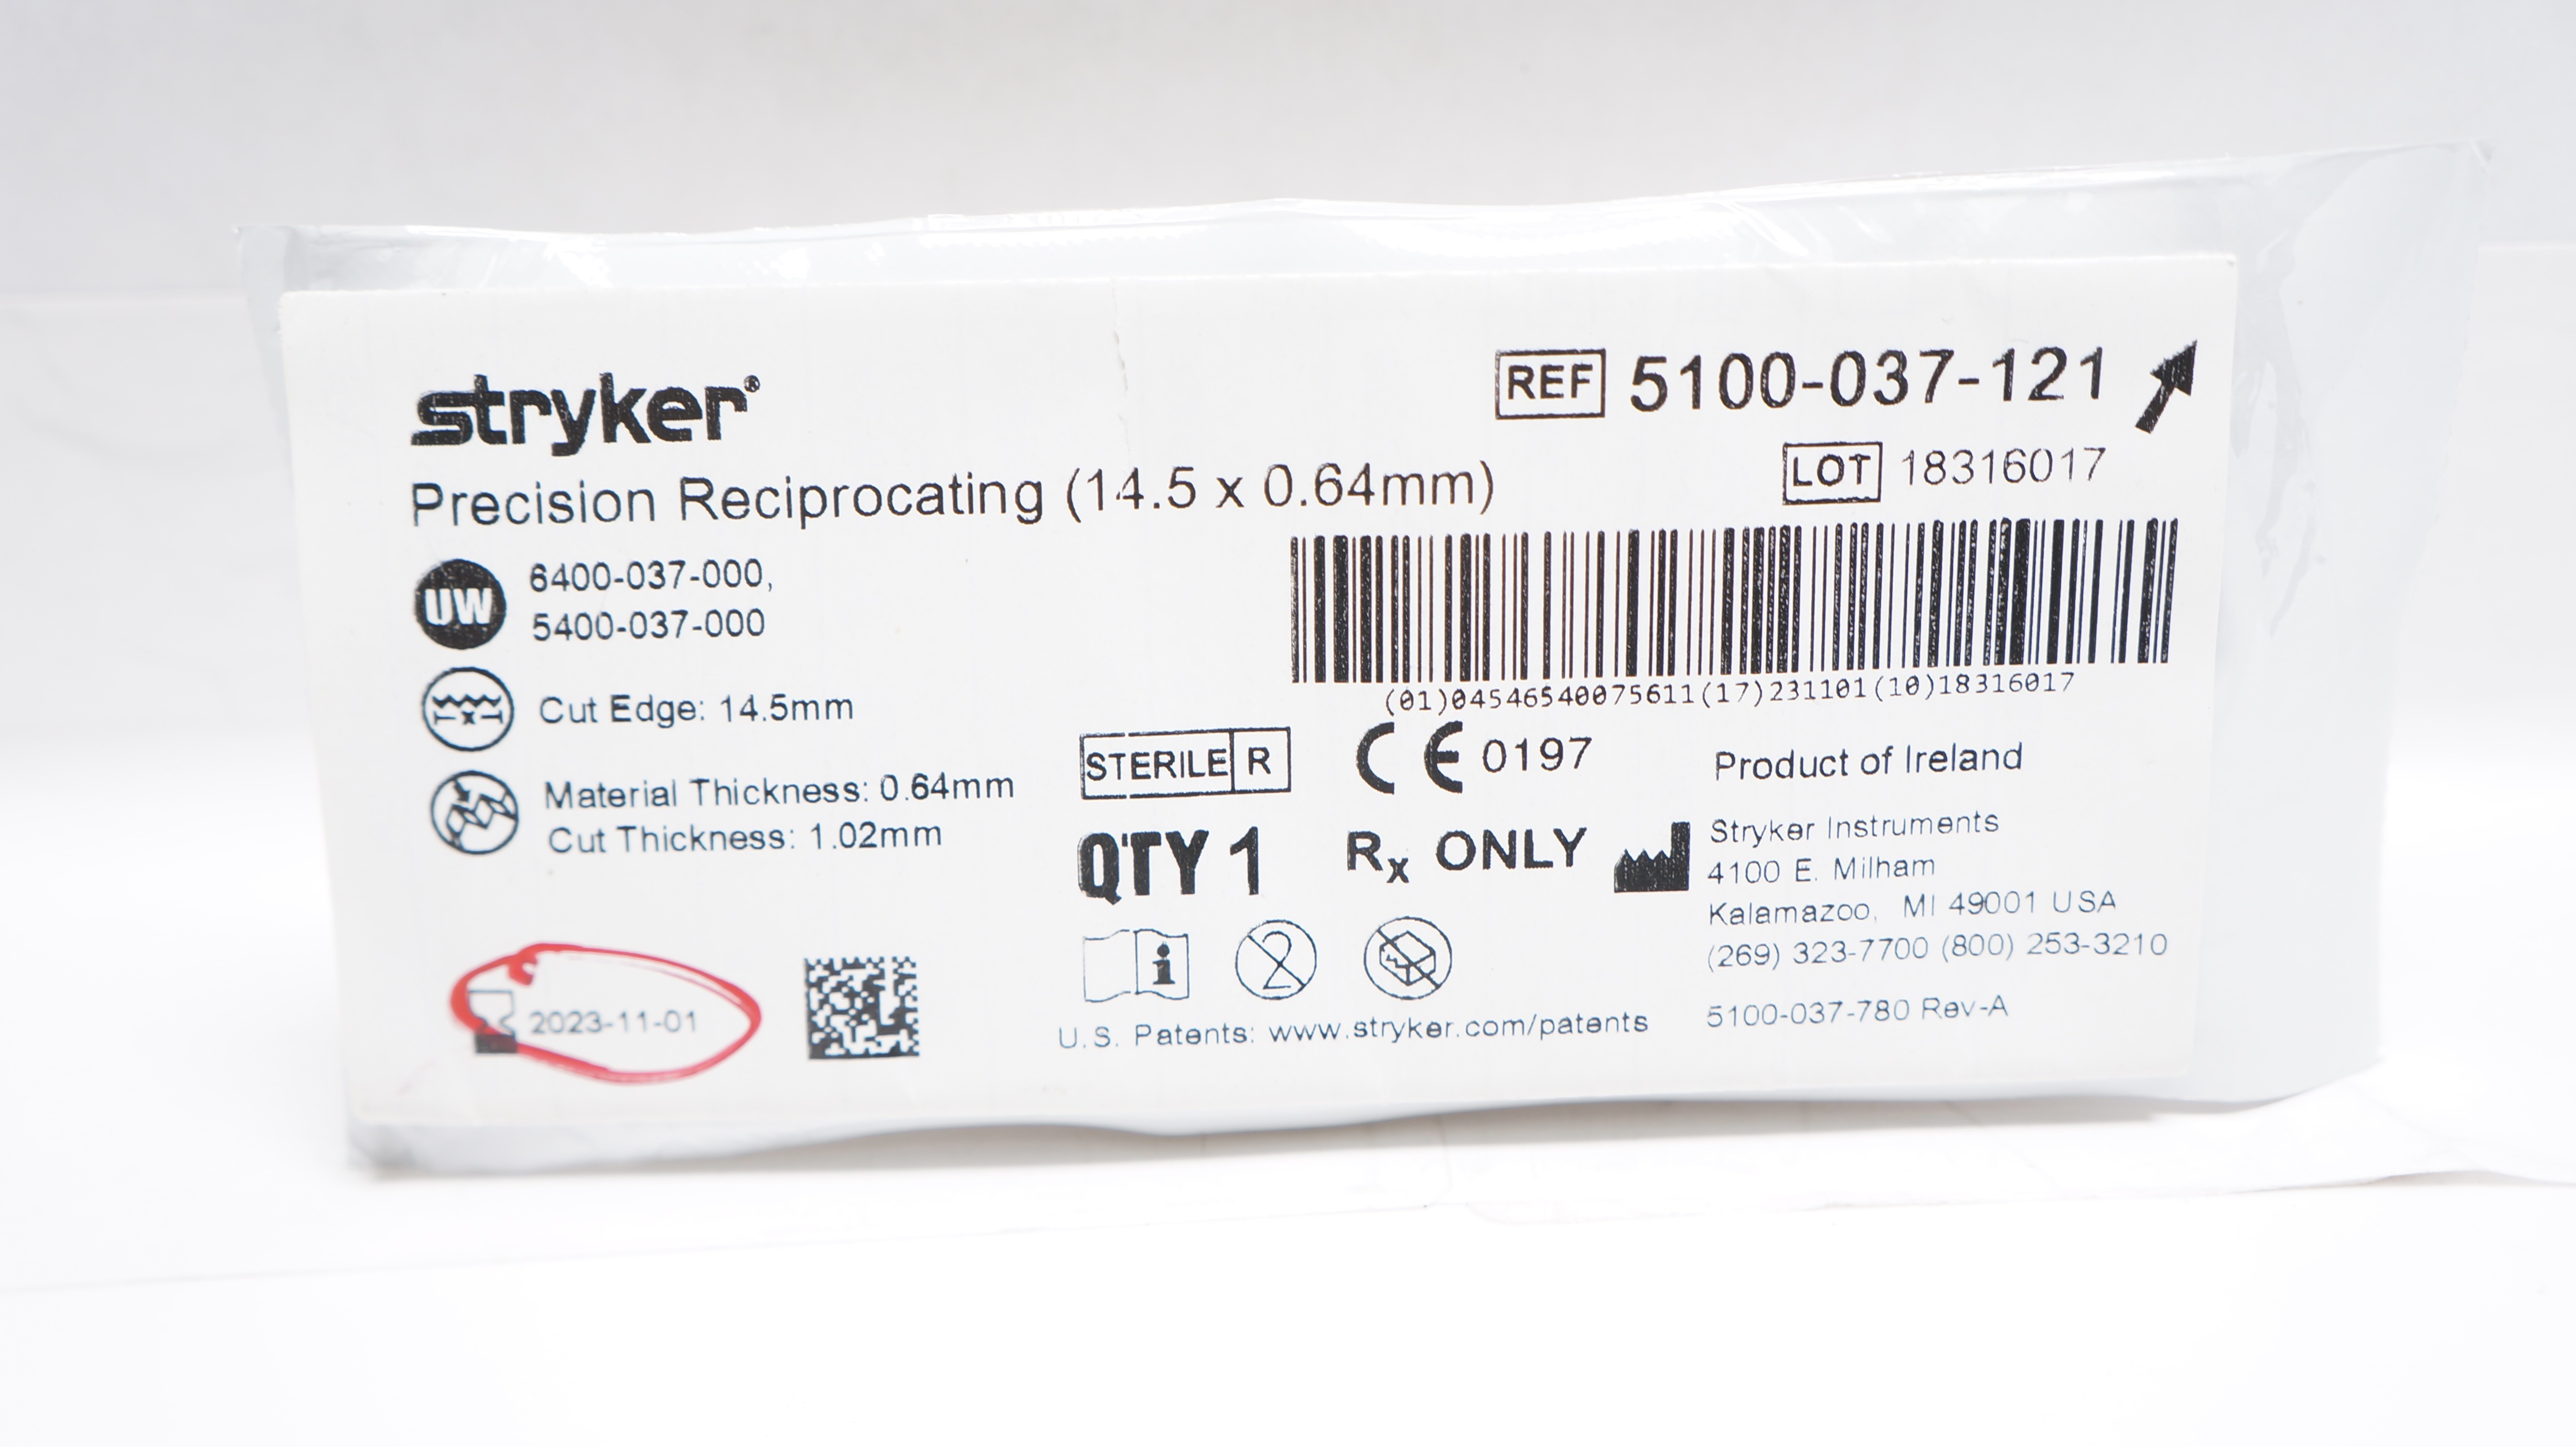 stryker®
REF 5100-037-121
LOT 18316017
Precision Reciprocating (14.5 x 0.64mm)
UW 6400-037-000,
5400-037-000
Cut Edge: 14.5mm
Material Thickness: 0.64mm
Cut Thickness: 1.02mm
2023-11-01
(01)04546540075611(17)231101(10)18316017
STERILE R
CE 0197
QTY 1
Rx ONLY
2
U.S. Patents: www.stryker.com/patents
Product of Ireland
Stryker Instruments
4100 E. Milham
Kalamazoo, MI 49001 USA
(269) 323-7700 (800) 253-3210
5100-037-780 Rev-A